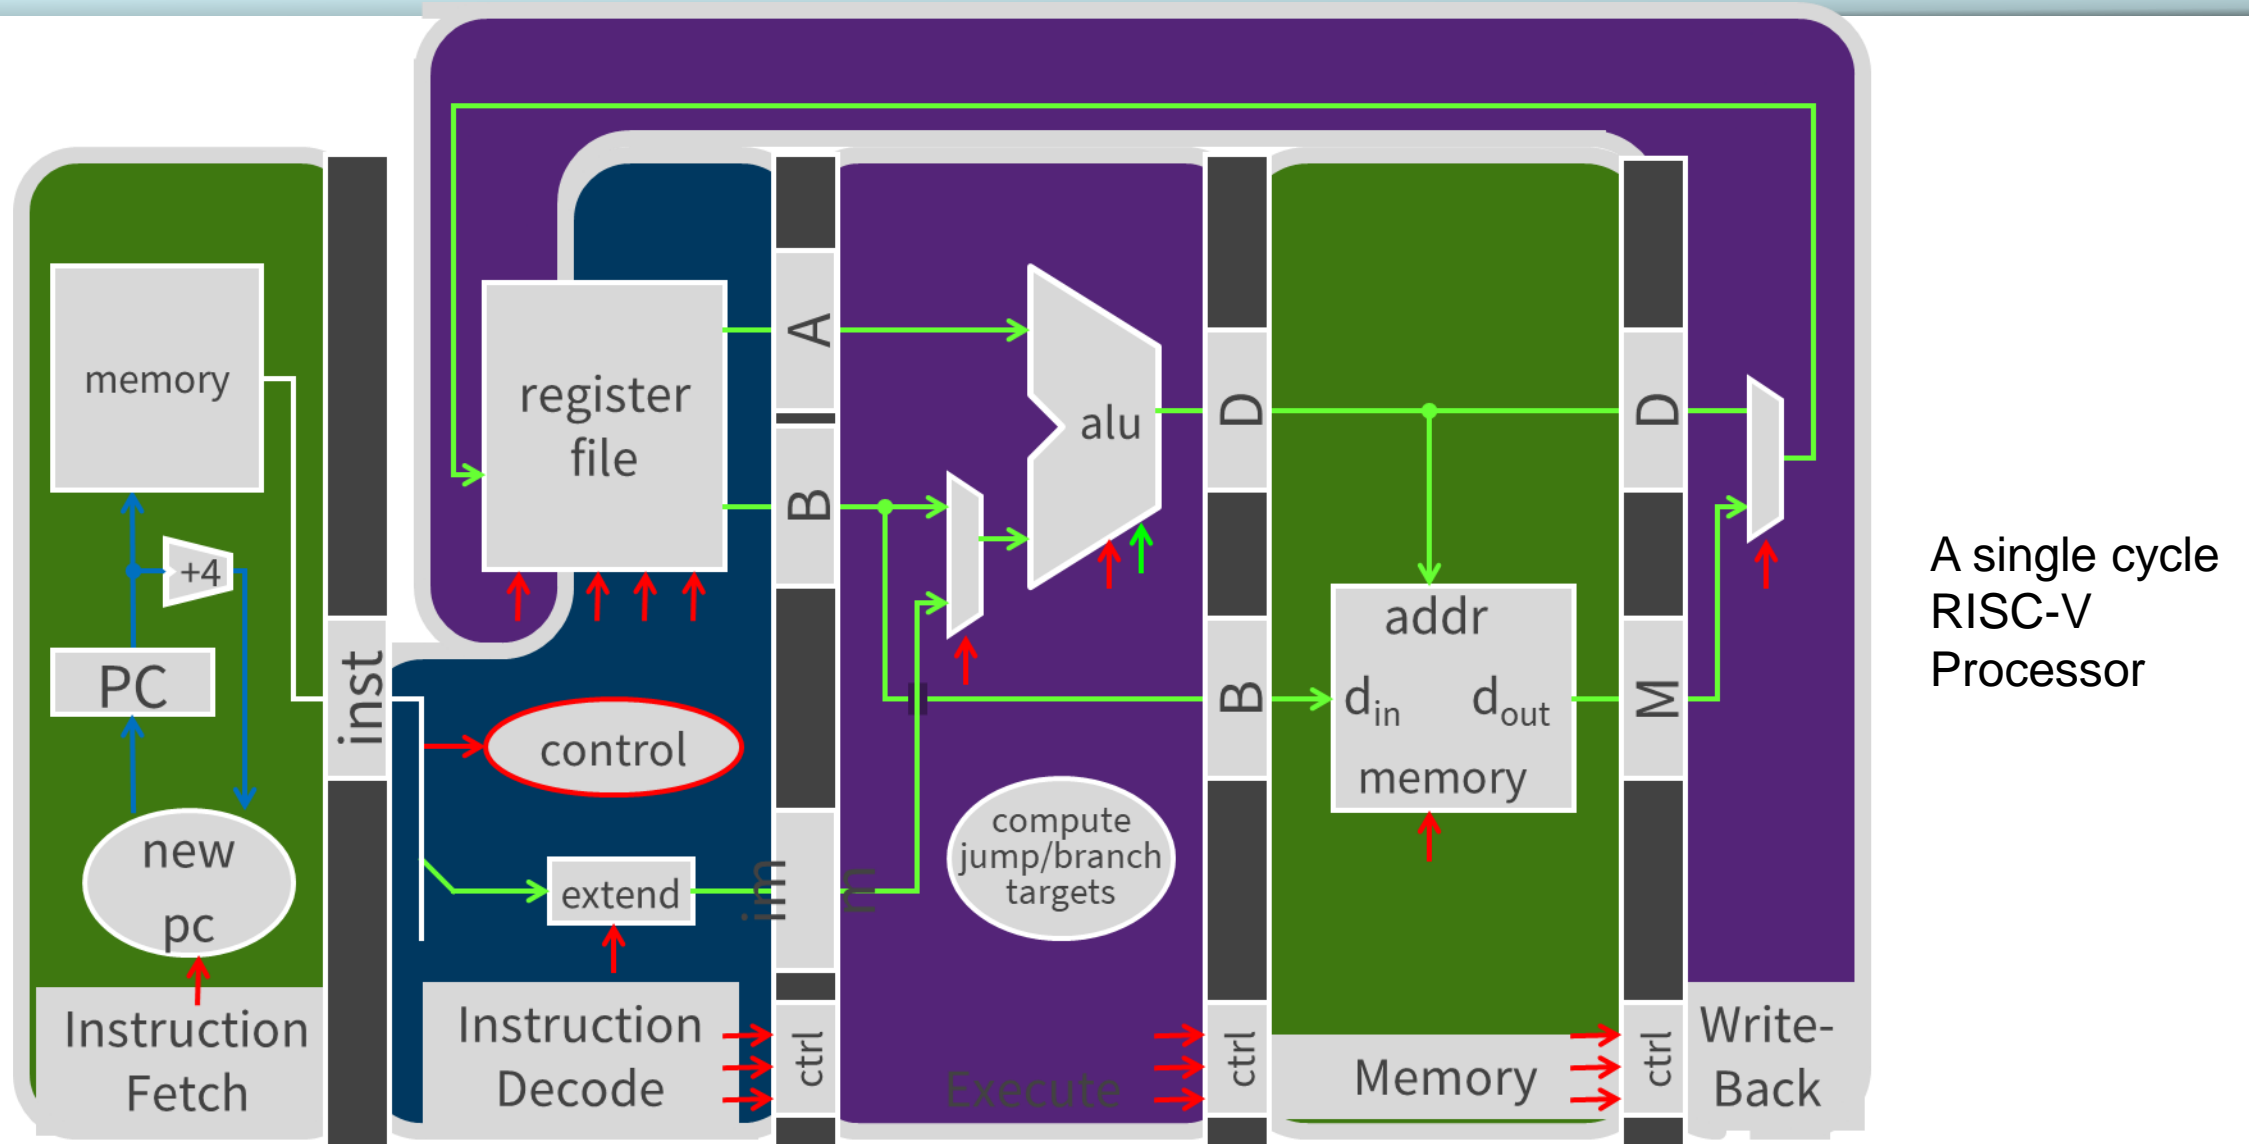 memory
+4
PC
new
pc
Instruction
Fetch
inst
register
file
control
extend
Instruction
Decode
A
B
im
m
ctrl
alu
compute
jump/branch
targets
Execute
D
B
ctrl
addr
din
dout
memory
Memory
D
M
ctrl
Write-
Back
A single cycle
RISC-V
Processor